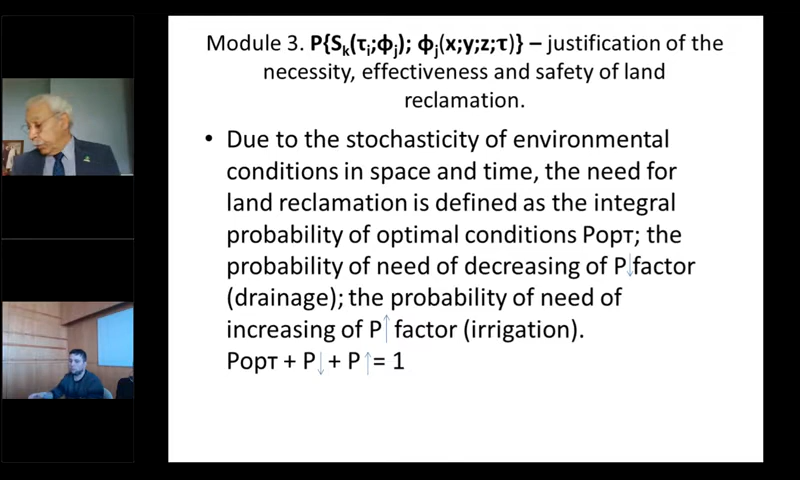 Module 3. P{Sₖ(τᵢ;ϕⱼ); ϕⱼ(x;y;z;τ)} – justification of the
necessity, effectiveness and safety of land
reclamation.
• Due to the stochasticity of environmental
conditions in space and time, the need for
land reclamation is defined as the integral
probability of optimal conditions Popт; the
probability of need of decreasing of P↓factor
(drainage); the probability of need of
increasing of P↑ factor (irrigation).
Popт + P↓ + P↑= 1